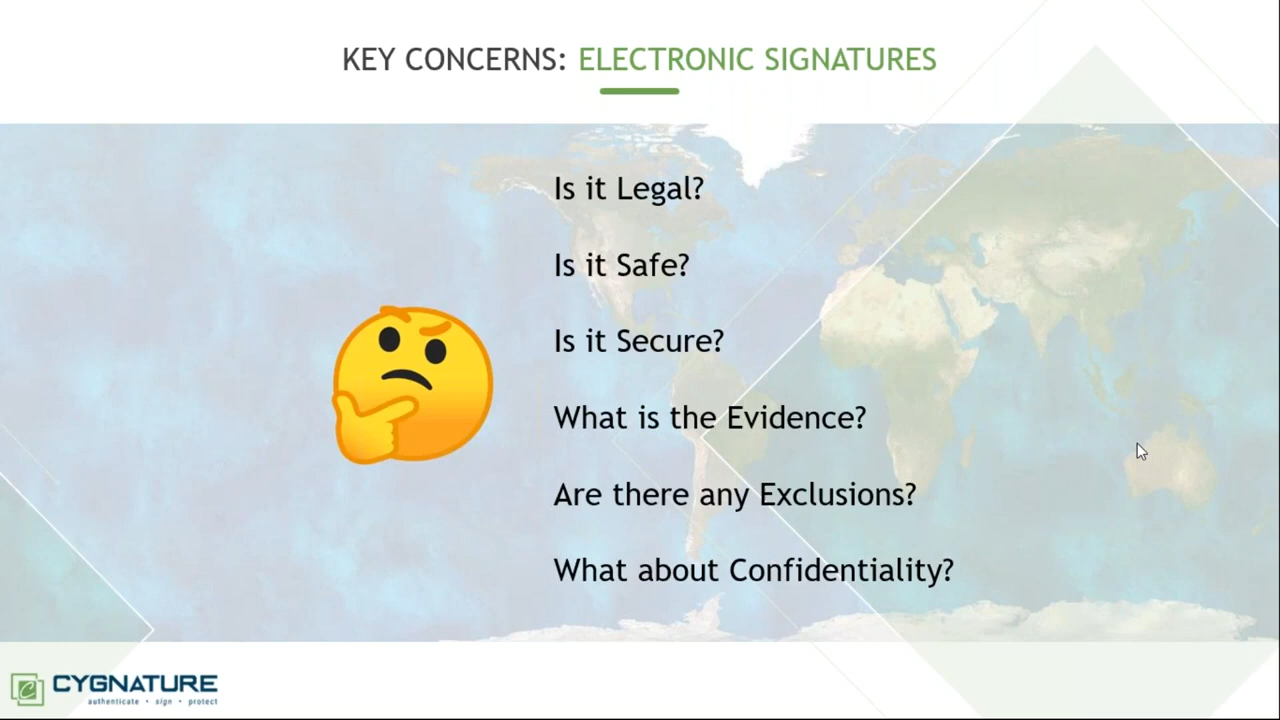 KEY CONCERNS: ELECTRONIC SIGNATURES
Is it Legal?
Is it Safe?
Is it Secure?
What is the Evidence?
Are there any Exclusions?
What about Confidentiality?
CYGNATURE
authenticate • sign • protect